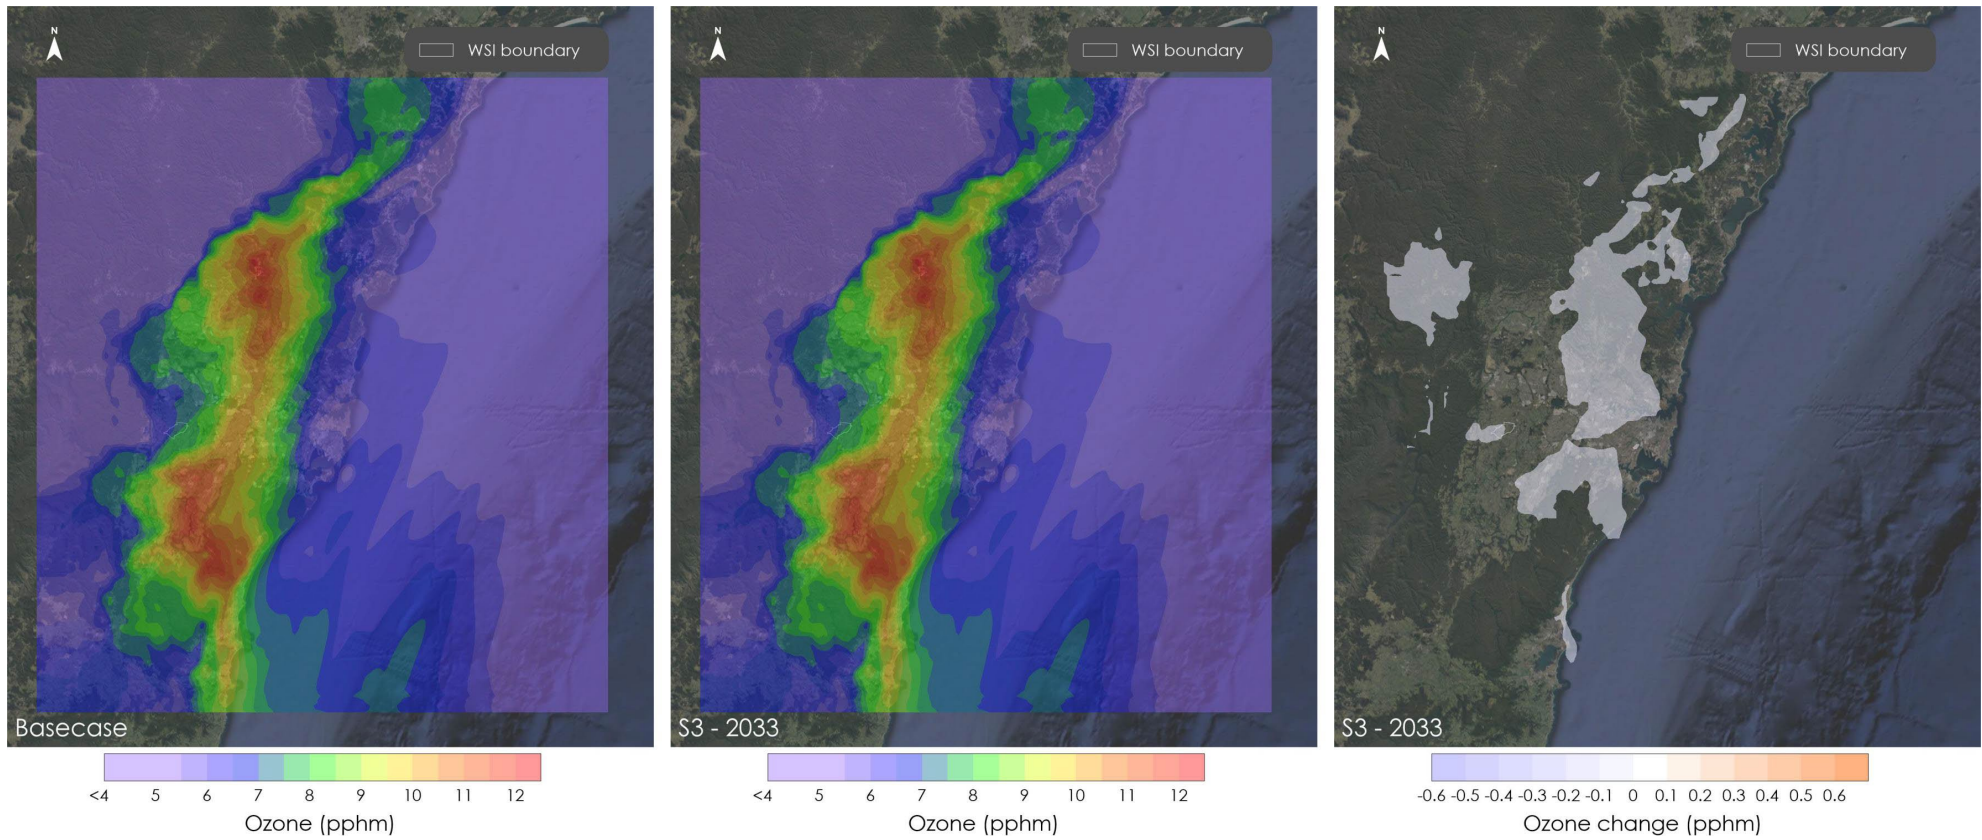 N
WSI boundary
Basecase
<4 5 6 7 8 9 10 11 12
Ozone (pphm)
N
WSI boundary
S3 - 2033
<4 5 6 7 8 9 10 11 12
Ozone (pphm)
N
WSI boundary
S3 - 2033
-0.6 -0.5 -0.4 -0.3 -0.2 -0.1 0 0.1 0.2 0.3 0.4 0.5 0.6
Ozone change (pphm)